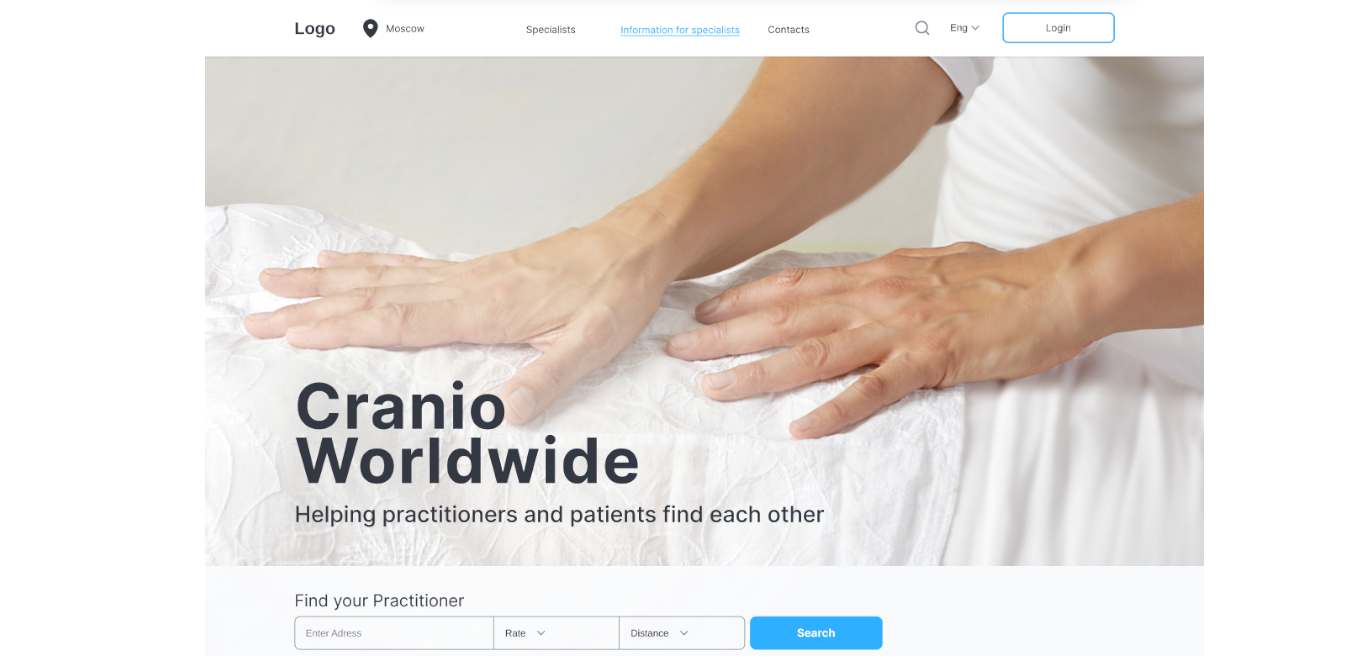 Logo
Moscow
Specialists
Information for specialists
Contacts
Eng
Login
Cranio
Worldwide
Helping practitioners and patients find each other
Find your Practitioner
Enter Adress
Rate
Distance
Search